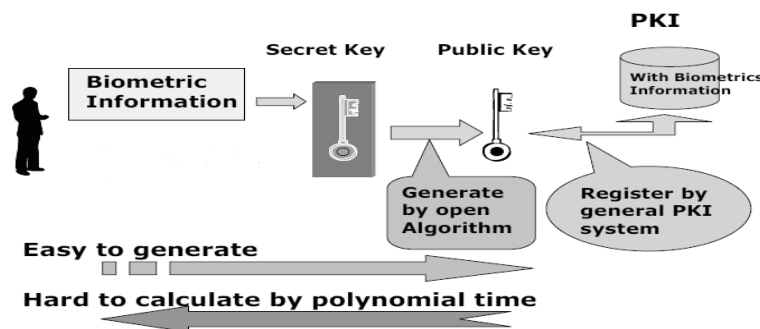 PKI
Secret Key
Public Key
Biometric
Information
With Biometrics
Information
Generate
by open
Algorithm
Register by
general PKI
system
Easy to generate
Hard to calculate by polynomial time